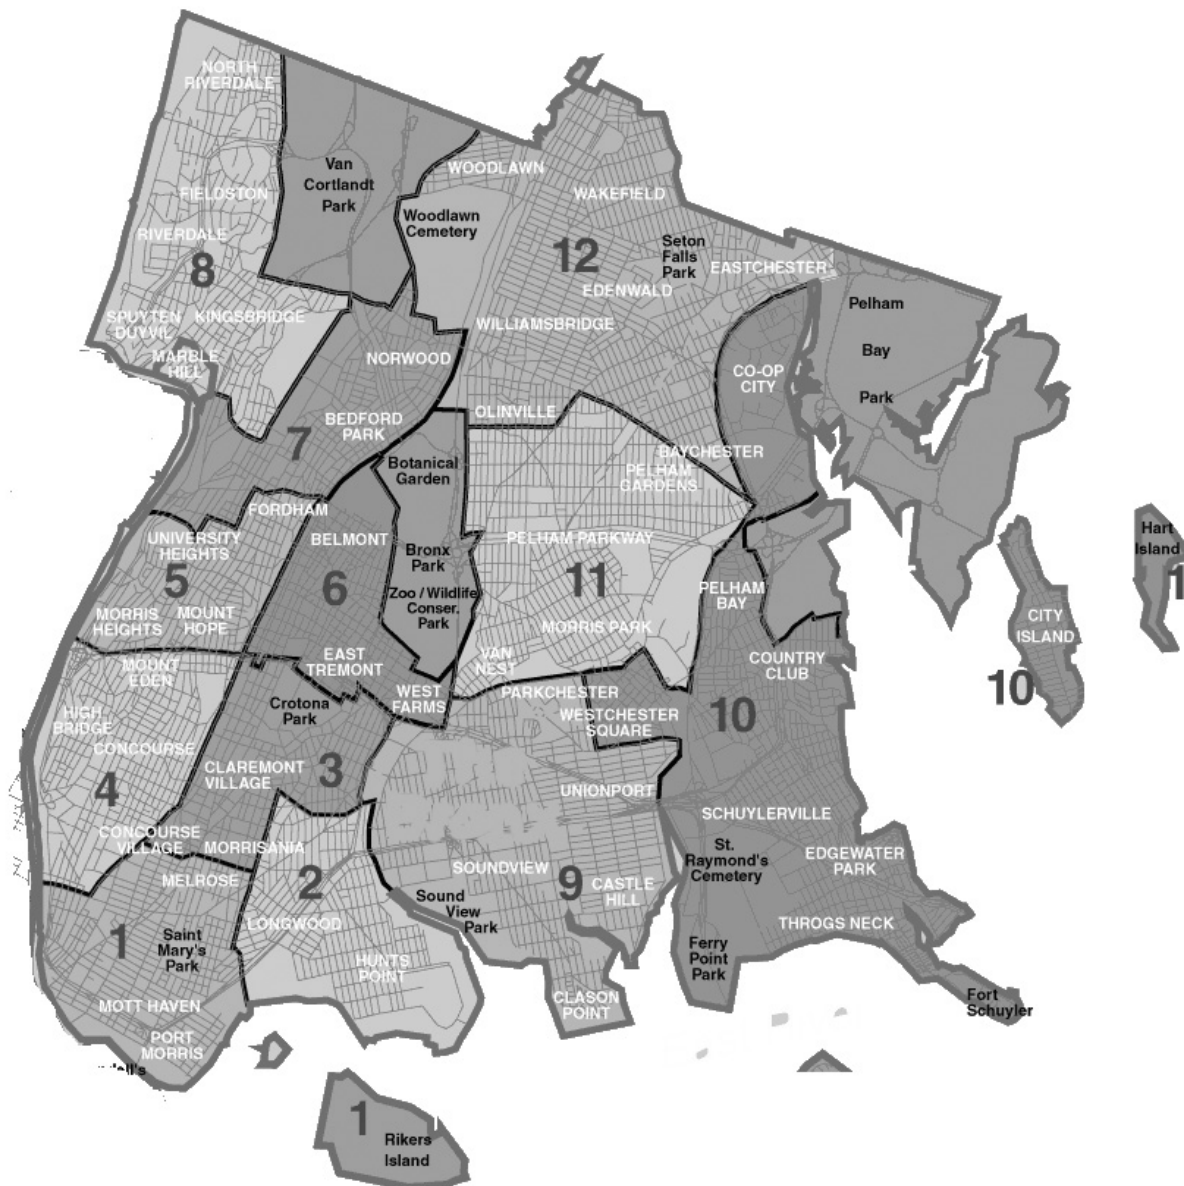 NORTH
RIVERDALE
Van
Cortlandt
Park
WOODLAWN
FIELDSTON
WAKEFIELD
Woodlawn
Cemetery
RIVERDALE
8
12
Seton
Falls
Park
EASTCHESTER
EDENWALD
Pelham
Bay
Park
SPUYTEN
DUYVIL
KINGSBRIDGE
WILLIAMSBRIDGE
MARBLE
HILL
NORWOOD
CO-OP
CITY
OLINVILLE
BEDFORD
PARK
7
BAYCHESTER
PELHAM
GARDENS
Botanical
Garden
FORDHAM
UNIVERSITY
HEIGHTS
BELMONT
PELHAM PARKWAY
Bronx
Park
Hart
Island
1
5
6
11
Zoo / Wildlife
Conser.
Park
PELHAM
BAY
MORRIS
HEIGHTS
MOUNT
HOPE
MORRIS PARK
CITY
ISLAND
10
EAST
TREMONT
VAN
NEST
COUNTRY
CLUB
MOUNT
EDEN
WEST
FARMS
PARKCHESTER
Crotona
Park
HIGH
BRIDGE
WESTCHESTER
SQUARE
10
CONCOURSE
4
CLAREMONT
VILLAGE
3
UNIONPORT
SCHUYLERVILLE
CONCOURSE
VILLAGE
MORRISANIA
St.
Raymond's
Cemetery
EDGEWATER
PARK
MELROSE
2
SOUNDVIEW
9
CASTLE
HILL
Sound
View
Park
LONGWOOD
THROGS NECK
1
Saint
Mary's
Park
HUNTS
POINT
Ferry
Point
Park
MOTT HAVEN
CLASON
POINT
Fort
Schuyler
PORT
MORRIS
1
Rikers
Island